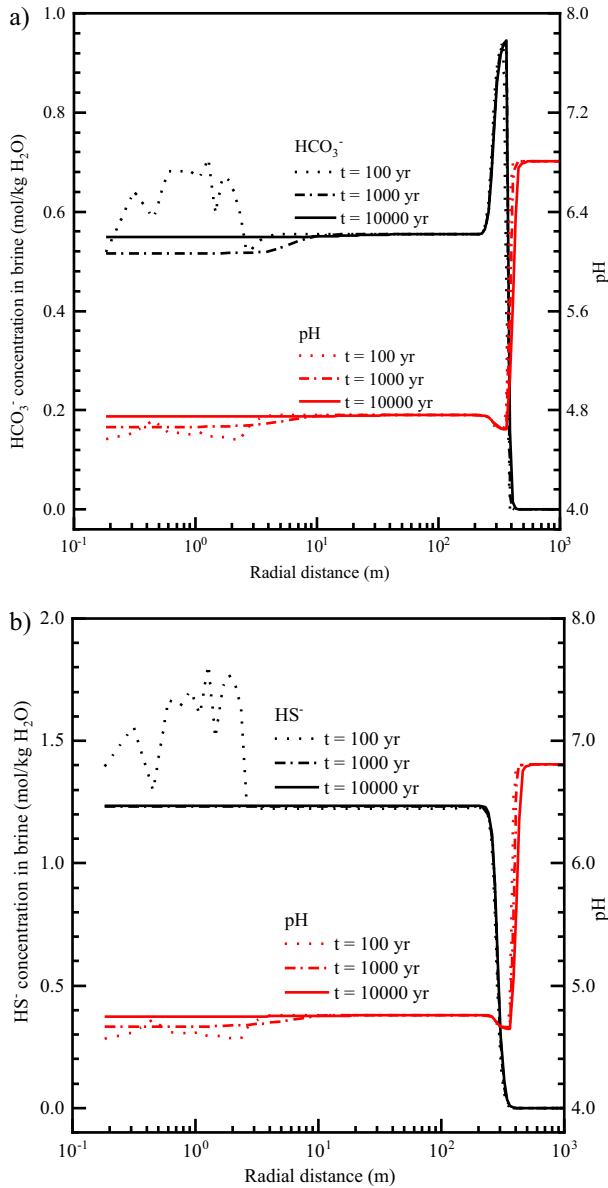 a)
HCO3- concentration in brine (mol/kg H2O)
1.0
0.8
0.6
0.4
0.2
0.0
8.0
7.2
6.4
5.6
4.8
4.0
pH
HCO3-
t = 100 yr
t = 1000 yr
t = 10000 yr
pH
t = 100 yr
t = 1000 yr
t = 10000 yr
10-1
100
101
102
103
Radial distance (m)
b)
HS- concentration in brine (mol/kg H2O)
2.0
1.5
1.0
0.5
0.0
8.0
7.0
6.0
5.0
4.0
pH
HS-
t = 100 yr
t = 1000 yr
t = 10000 yr
pH
t = 100 yr
t = 1000 yr
t = 10000 yr
10-1
100
101
102
103
Radial distance (m)